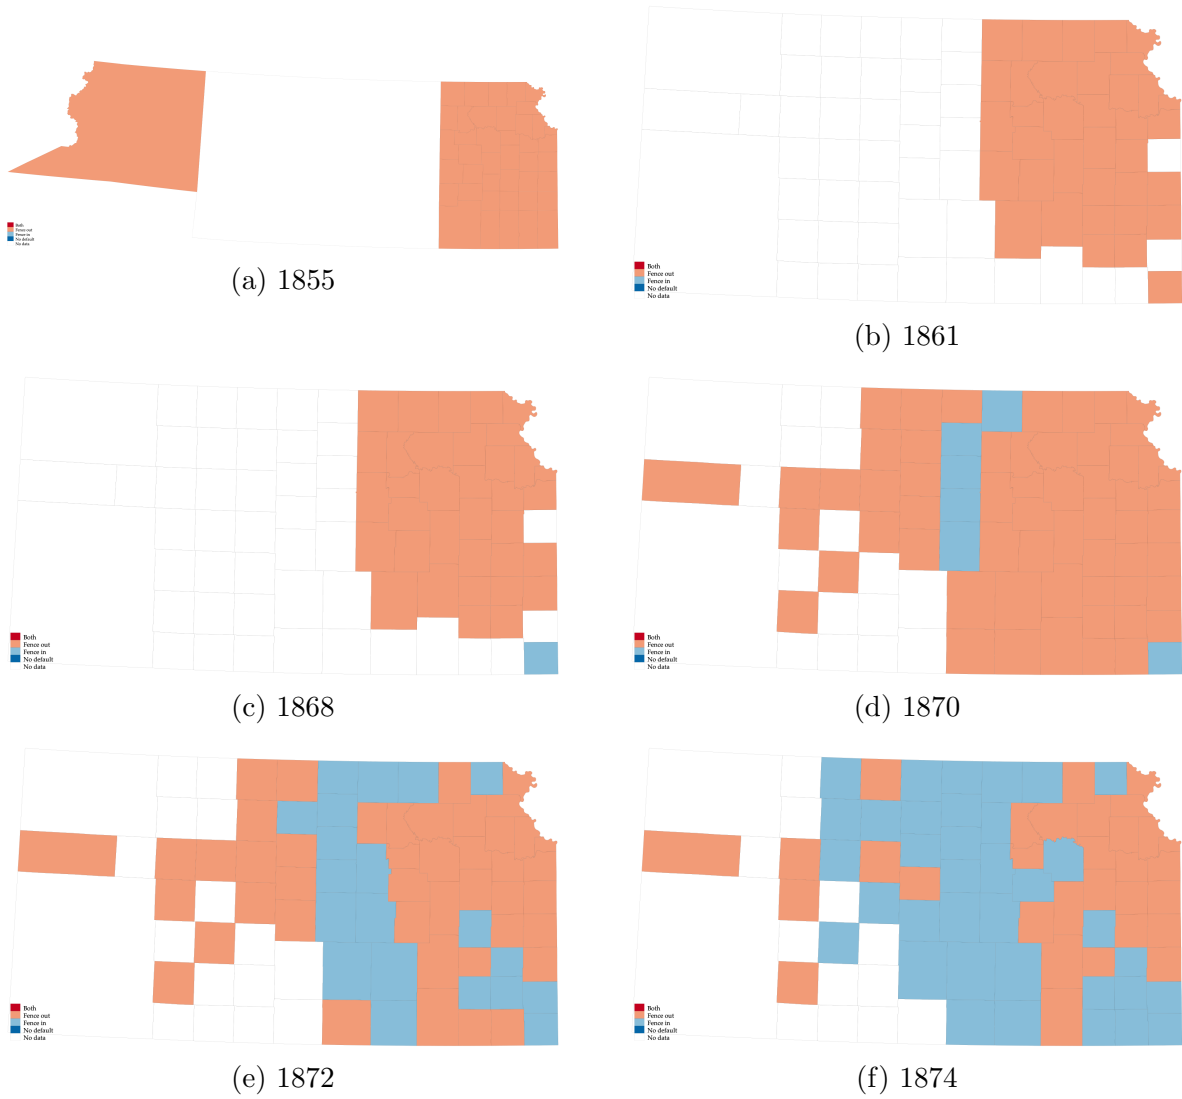 Both
Fence out
Fence in
No default
No data
(a) 1855
Both
Fence out
Fence in
No default
No data
(b) 1861
Both
Fence out
Fence in
No default
No data
(c) 1868
Both
Fence out
Fence in
No default
No data
(d) 1870
Both
Fence out
Fence in
No default
No data
(e) 1872
Both
Fence out
Fence in
No default
No data
(f) 1874